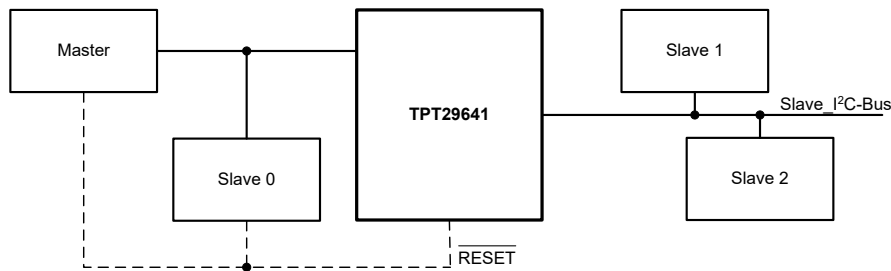 Master
Slave 1
TPT29641
Slave_I²C-Bus
Slave 0
Slave 2
RESET